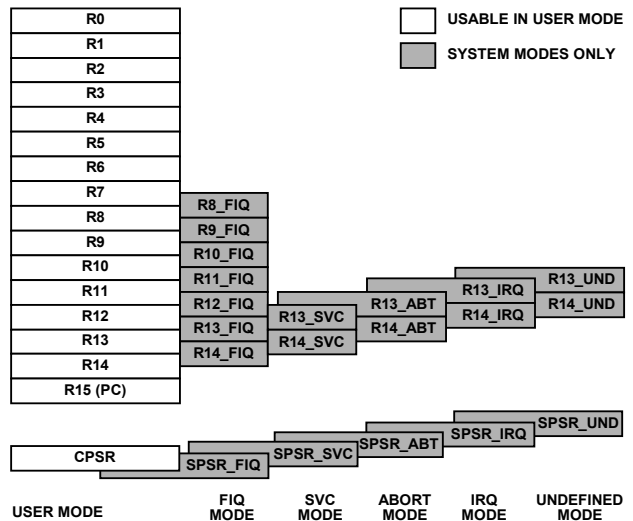 R0
R1
R2
R3
R4
R5
R6
R7
R8
R9
R10
R11
R12
R13
R14
R15 (PC)
CPSR
USER MODE
R8_FIQ
R9_FIQ
R10_FIQ
R11_FIQ
R12_FIQ
R13_FIQ
R14_FIQ
SPSR_FIQ
FIQ
MODE
R13_SVC
R14_SVC
SPSR_SVC
SVC
MODE
R13_ABT
R14_ABT
SPSR_ABT
ABORT
MODE
R13_IRQ
R14_IRQ
SPSR_IRQ
IRQ
MODE
R13_UND
R14_UND
SPSR_UND
UNDEFINED
MODE
USABLE IN USER MODE
SYSTEM MODES ONLY